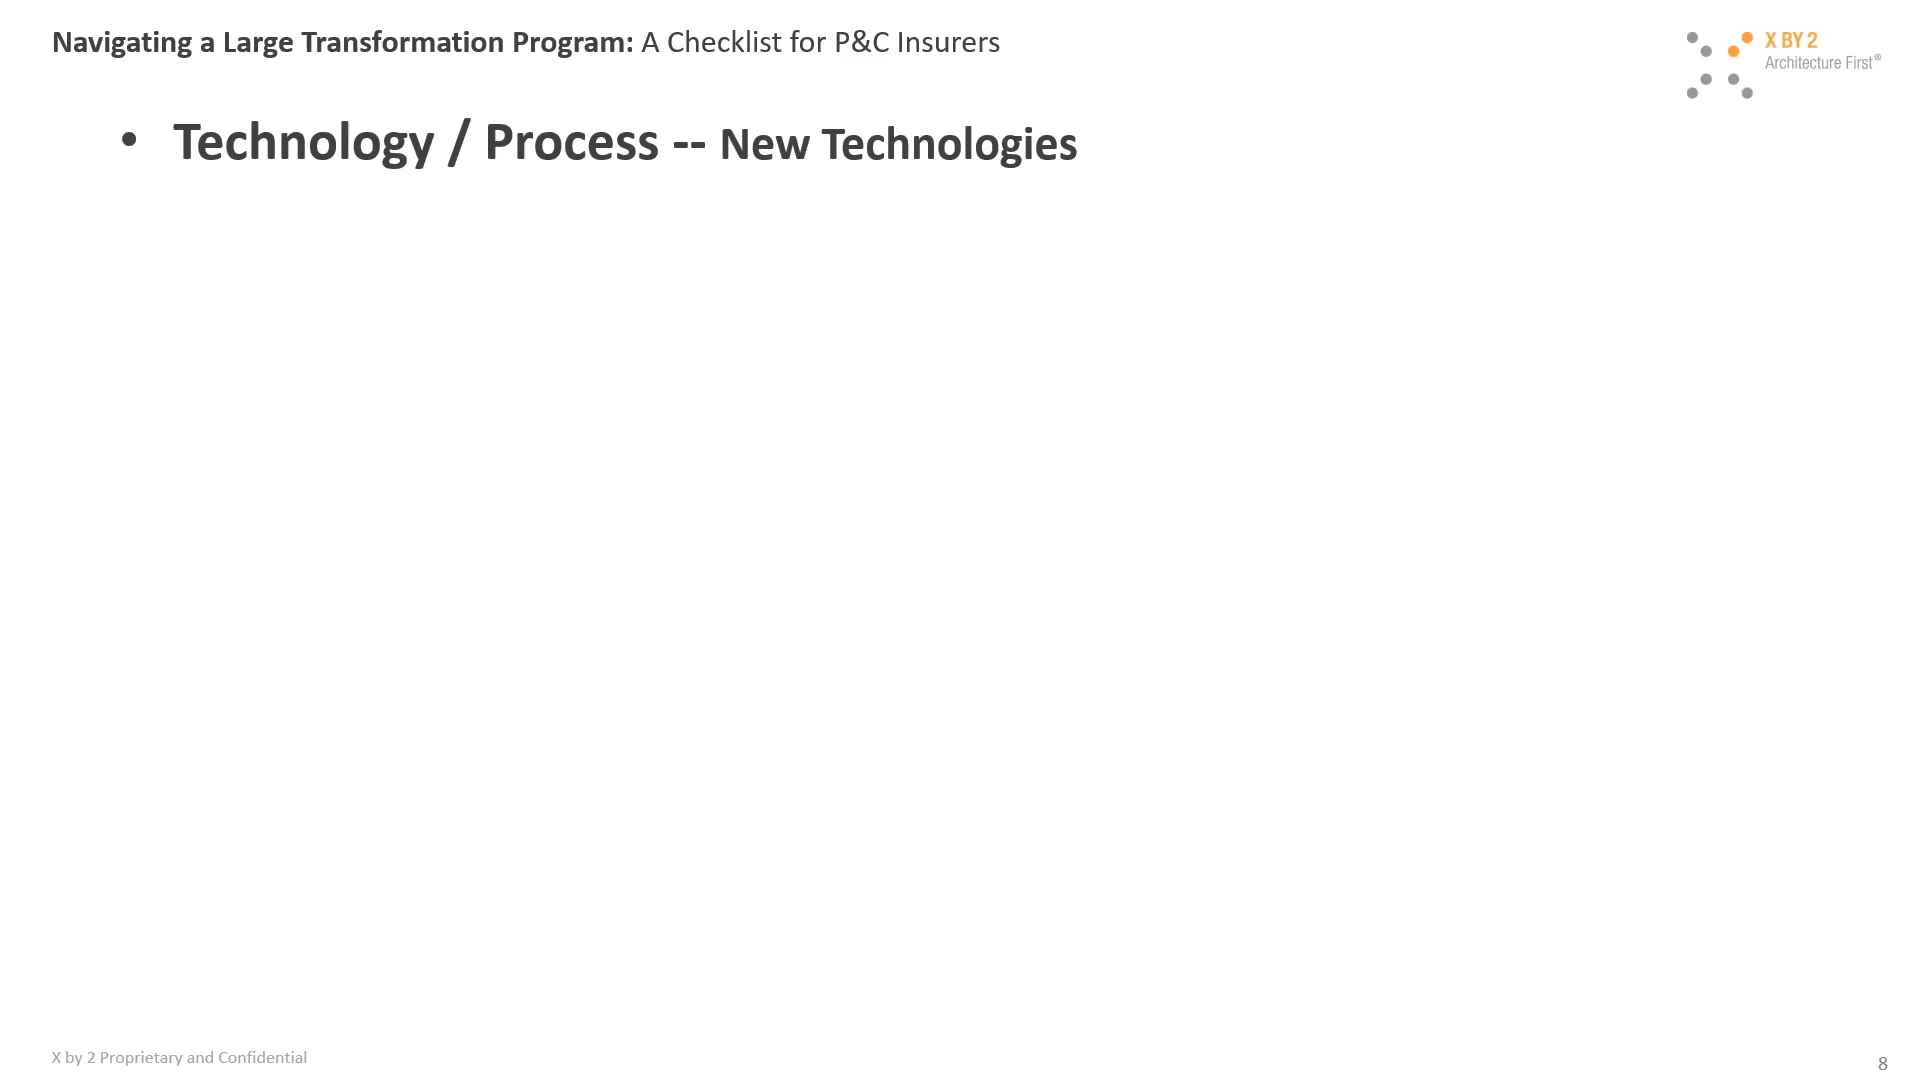 Navigating a Large Transformation Program: A Checklist for P&C Insurers
X BY 2
Architecture First®
• Technology / Process -- New Technologies
X by 2 Proprietary and Confidential
8